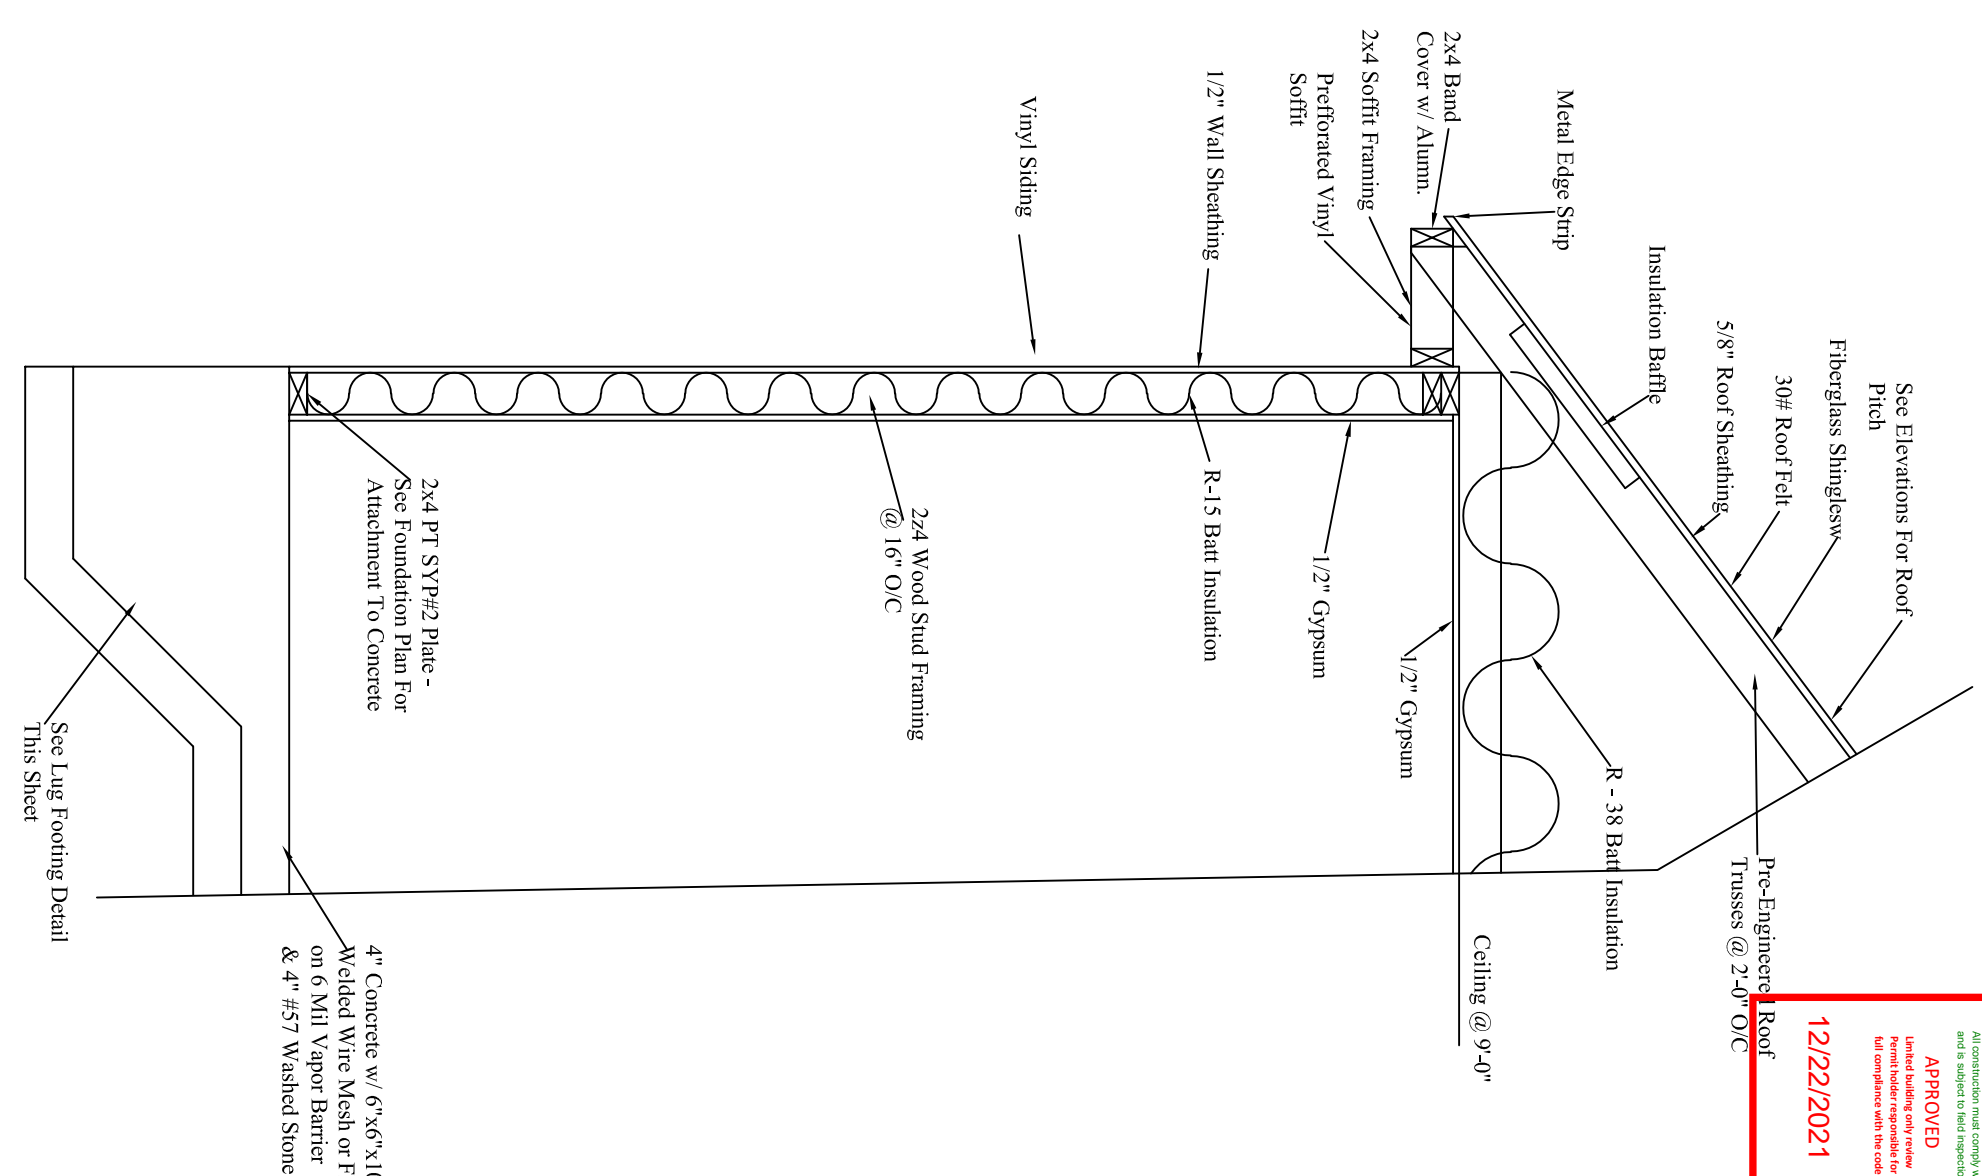 See Elevations For Roof
Pitch
Fiberglass Shinglesw
30# Roof Felt
5/8" Roof Sheathing
Insulation Baffle
Metal Edge Strip
2x4 Band
Cover w/ Alumn.
2x4 Soffit Framing
Prefforated Vinyl
Soffit
1/2" Wall Sheathing
Vinyl Siding
Pre-Engineered Roof
Trusses @ 2'-0" O/C
R - 38 Batt Insulation
Ceiling @ 9'-0"
1/2" Gypsum
1/2" Gypsum
R-15 Batt Insulation
2z4 Wood Stud Framing
@ 16" O/C
2x4 PT SYP#2 Plate -
See Foundation Plan For
Attachment To Concrete
4" Concrete w/ 6"x6"x10
Welded Wire Mesh or F
on 6 Mil Vapor Barrier
& 4" #57 Washed Stone
See Lug Footing Detail
This Sheet
All construction must comply w
and is subject to field inspectio
APPROVED
Limited building only review
Permit holder responsible for
full compliance with the code
12/22/2021